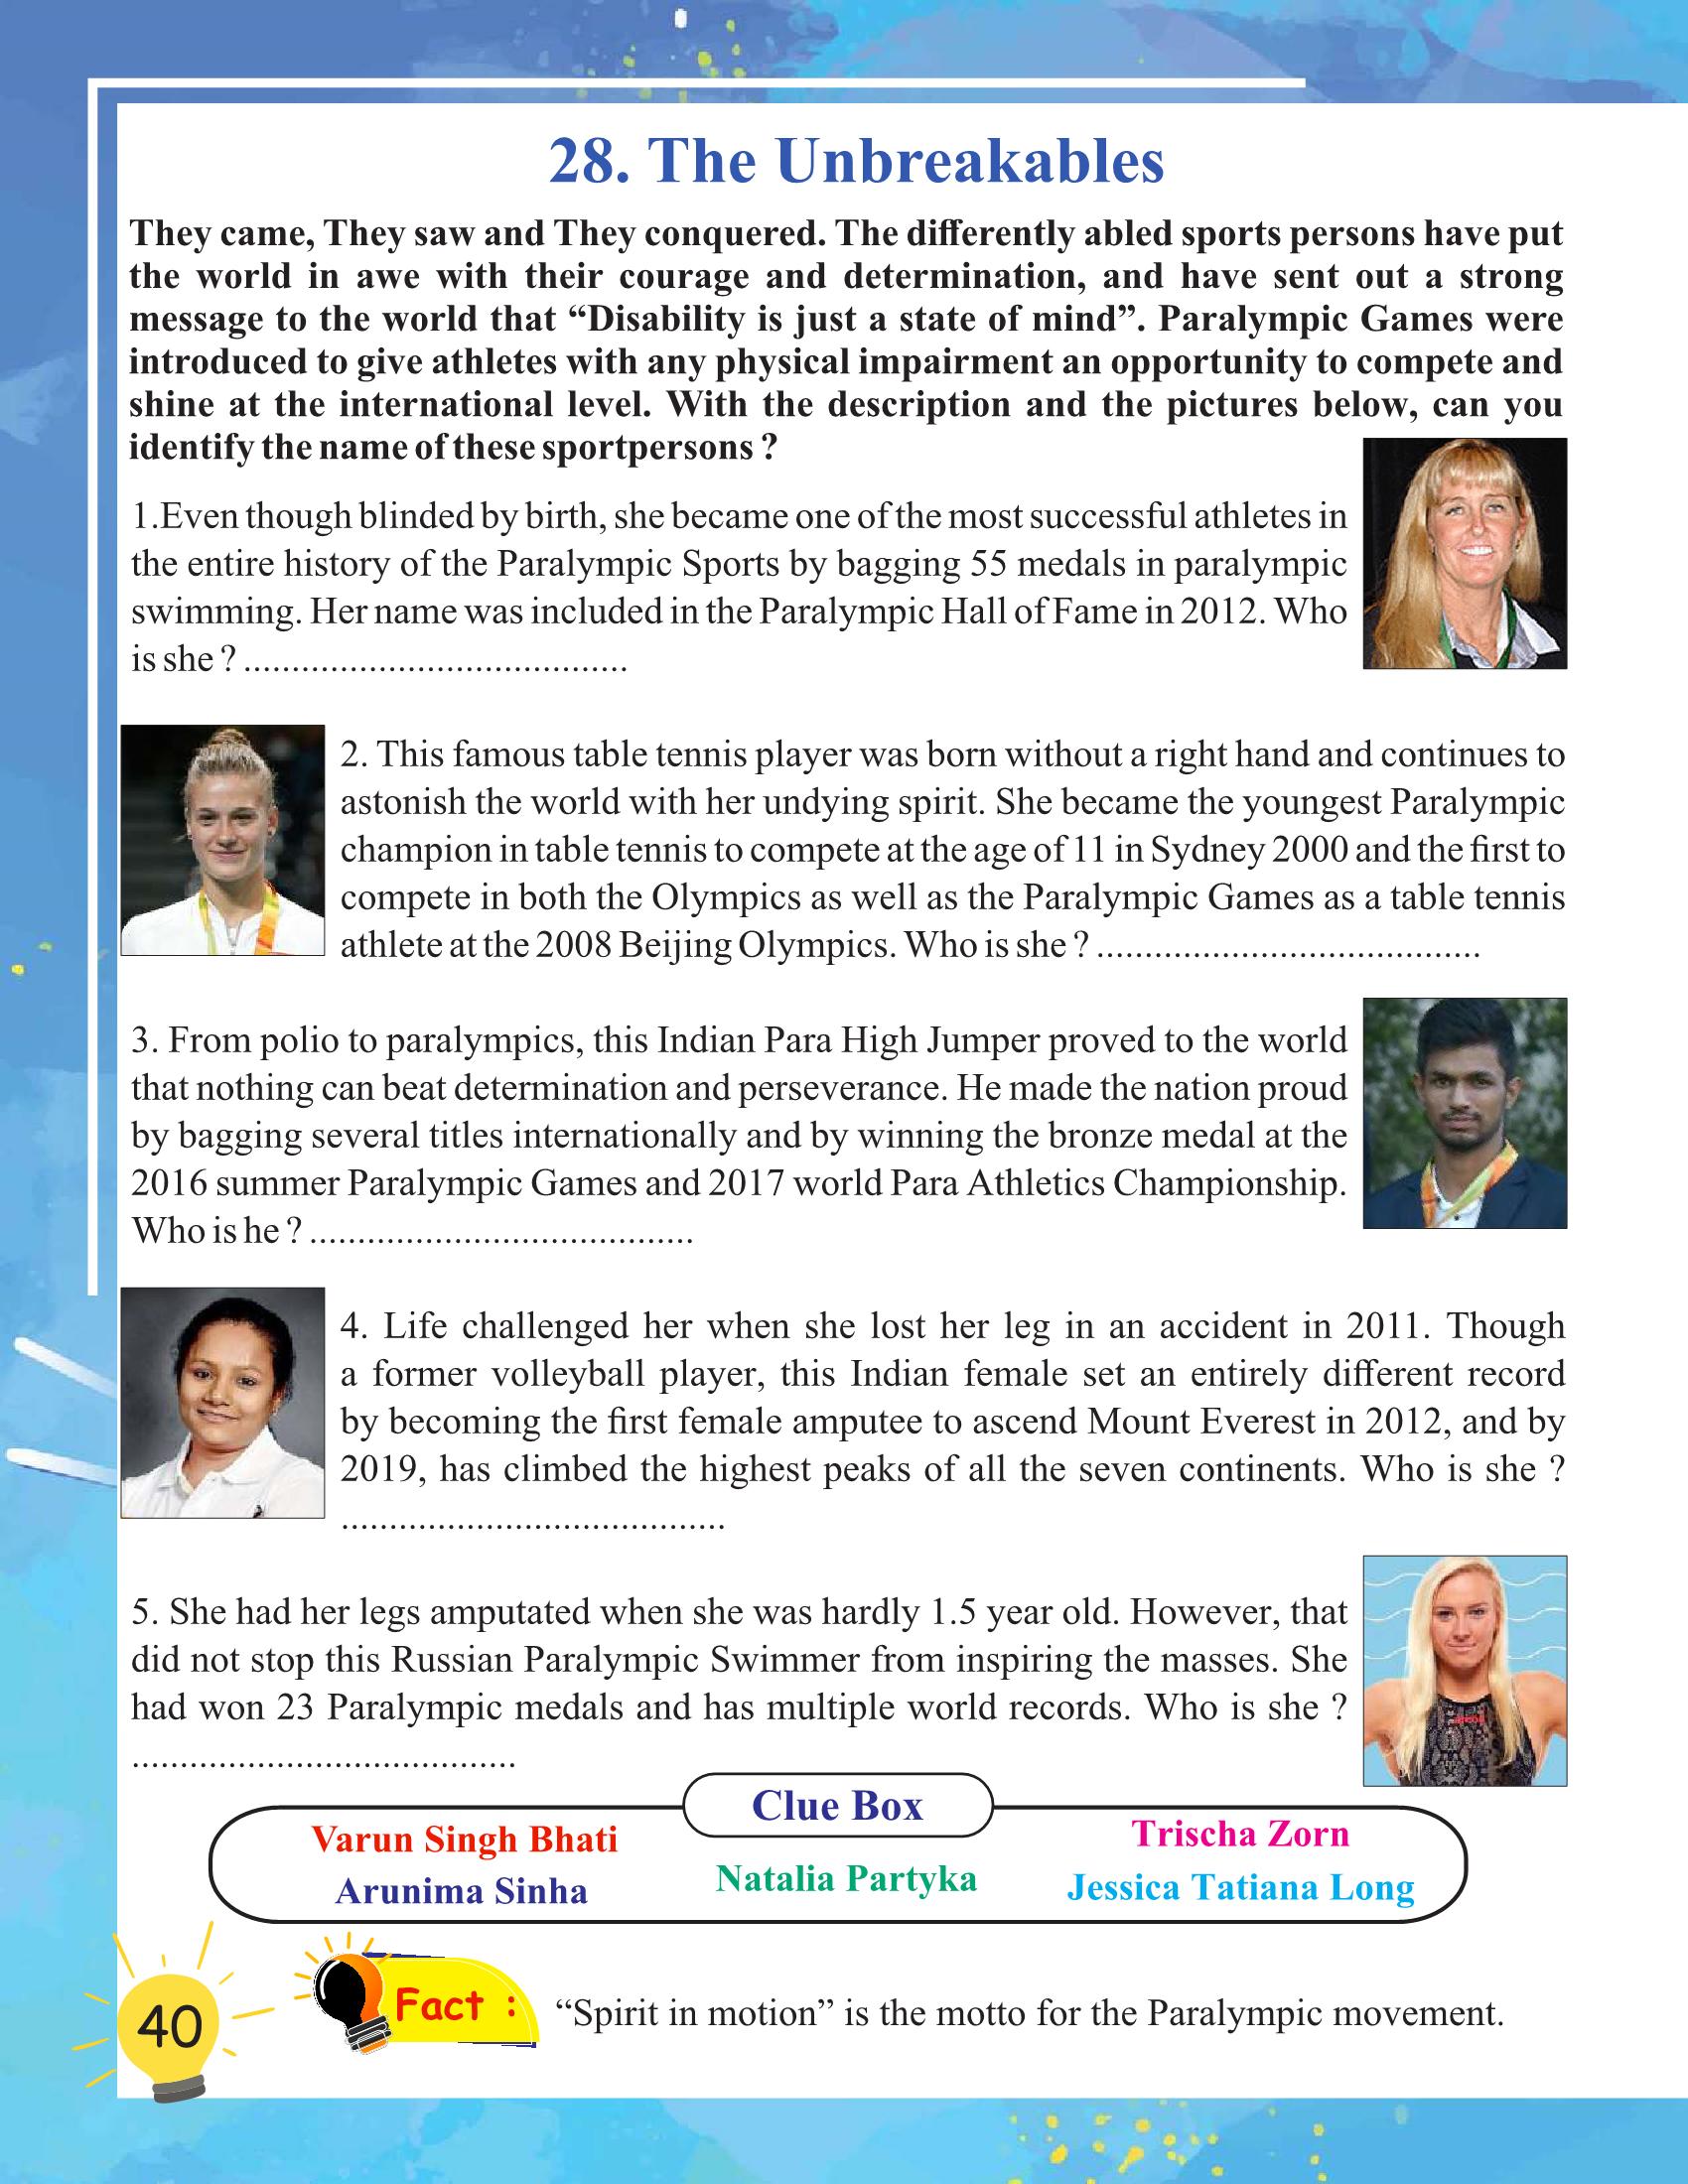 28. The Unbreakables
They came, They saw and They conquered. The differently abled sports persons have put
the world in awe with their courage and determination, and have sent out a strong
message to the world that “Disability is just a state of mind”. Paralympic Games were
introduced to give athletes with any physical impairment an opportunity to compete and
shine at the international level. With the description and the pictures below, can you
identify the name of these sportpersons ?
1.Even though blinded by birth, she became one of the most successful athletes in
the entire history of the Paralympic Sports by bagging 55 medals in paralympic
swimming. Her name was included in the Paralympic Hall of Fame in 2012. Who
is she ? ........................................
2. This famous table tennis player was born without a right hand and continues to
astonish the world with her undying spirit. She became the youngest Paralympic
champion in table tennis to compete at the age of 11 in Sydney 2000 and the first to
compete in both the Olympics as well as the Paralympic Games as a table tennis
athlete at the 2008 Beijing Olympics. Who is she ? ........................................
3. From polio to paralympics, this Indian Para High Jumper proved to the world
that nothing can beat determination and perseverance. He made the nation proud
by bagging several titles internationally and by winning the bronze medal at the
2016 summer Paralympic Games and 2017 world Para Athletics Championship.
Who is he ? ........................................
4. Life challenged her when she lost her leg in an accident in 2011. Though
a former volleyball player, this Indian female set an entirely different record
by becoming the first female amputee to ascend Mount Everest in 2012, and by
2019, has climbed the highest peaks of all the seven continents. Who is she ?
........................................
5. She had her legs amputated when she was hardly 1.5 year old. However, that
did not stop this Russian Paralympic Swimmer from inspiring the masses. She
had won 23 Paralympic medals and has multiple world records. Who is she ?
........................................
Clue Box
Varun Singh Bhati
Arunima Sinha
Natalia Partyka
Trischa Zorn
Jessica Tatiana Long
40
Fact :
“Spirit in motion” is the motto for the Paralympic movement.